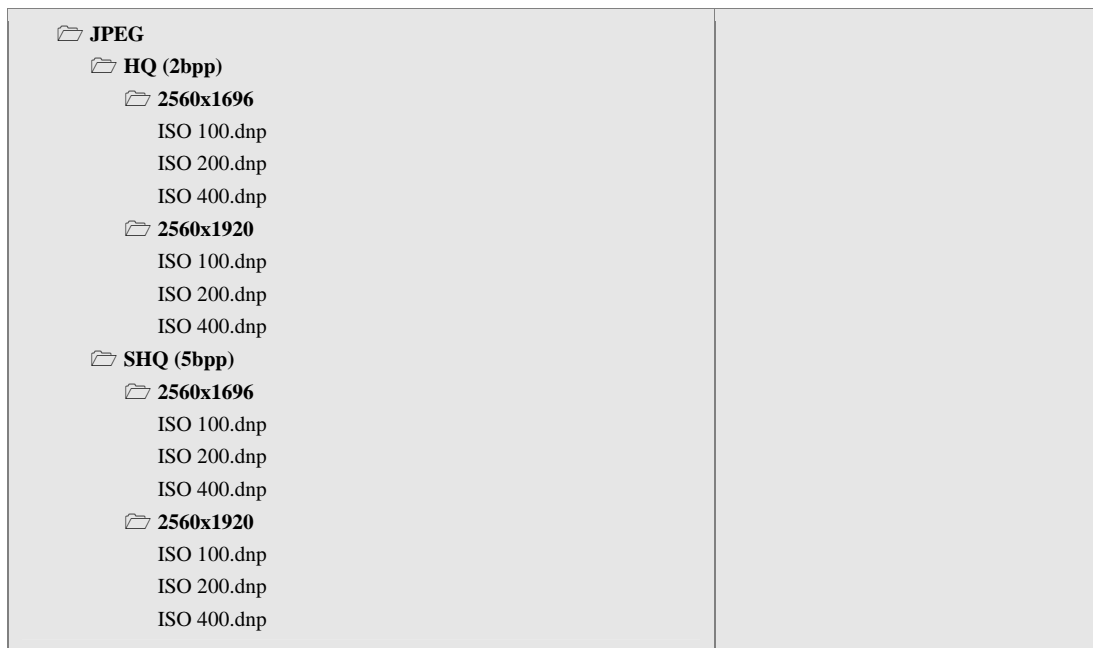 JPEG
HQ (2bpp)
2560x1696
ISO 100.dnp
ISO 200.dnp
ISO 400.dnp
2560x1920
ISO 100.dnp
ISO 200.dnp
ISO 400.dnp
SHQ (5bpp)
2560x1696
ISO 100.dnp
ISO 200.dnp
ISO 400.dnp
2560x1920
ISO 100.dnp
ISO 200.dnp
ISO 400.dnp